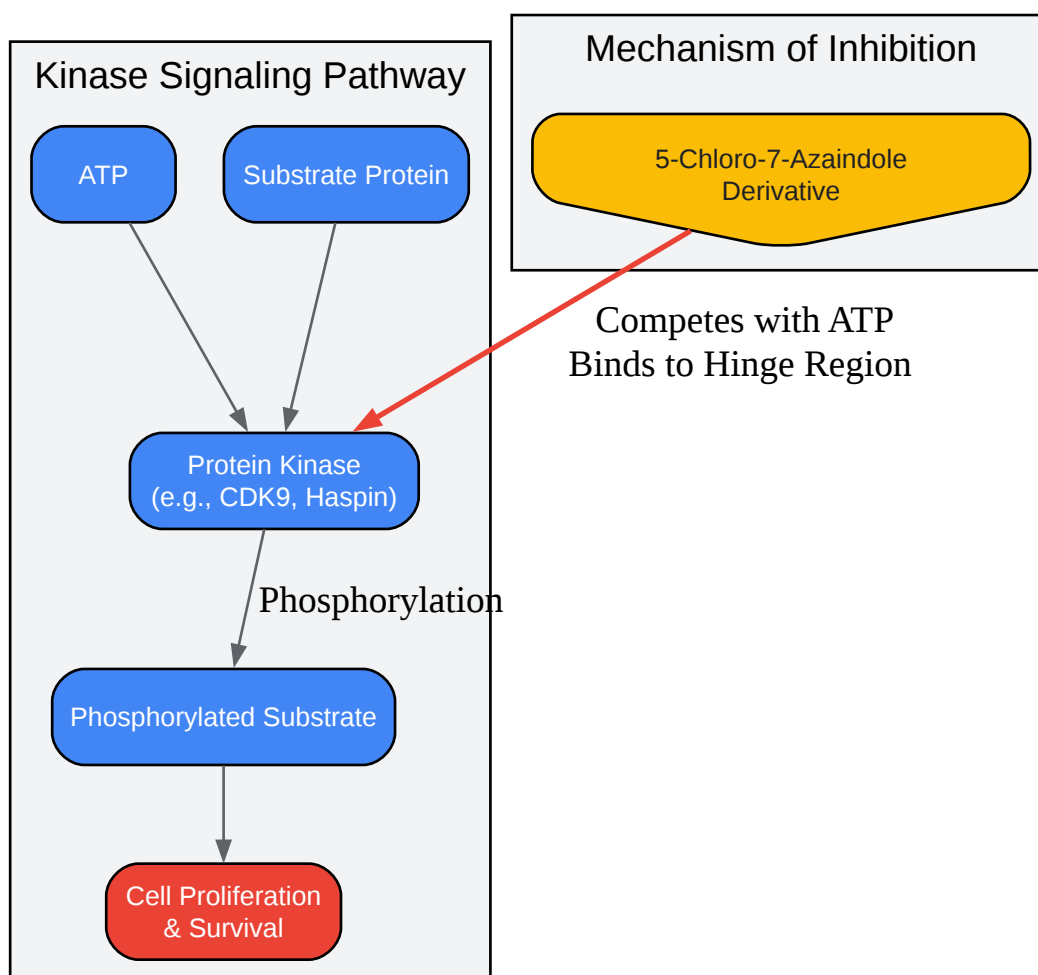 Kinase Signaling Pathway
ATP
Substrate Protein
Protein Kinase
(e.g., CDK9, Haspin)
Phosphorylation
Phosphorylated Substrate
Cell Proliferation
& Survival
Mechanism of Inhibition
5-Chloro-7-Azaindole
Derivative
Competes with ATP
Binds to Hinge Region